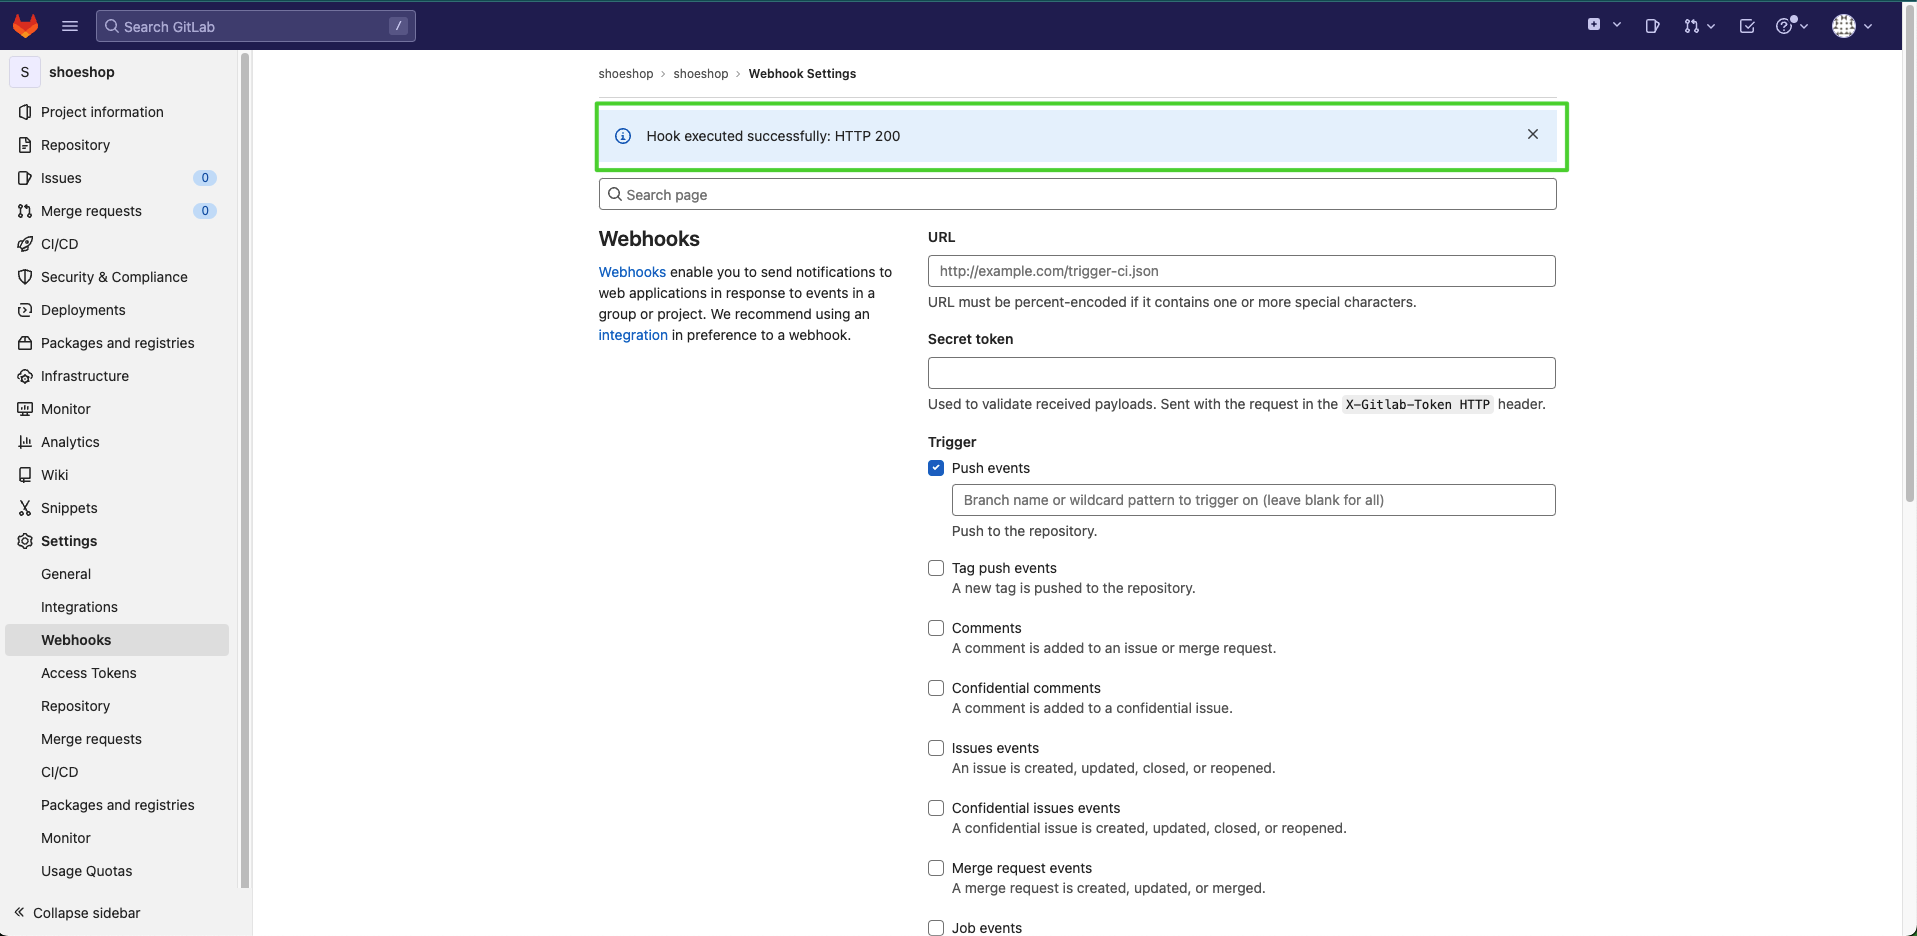 Search GitLab /
S shoeshop
Project information
Repository
Issues 0
Merge requests 0
CI/CD
Security & Compliance
Deployments
Packages and registries
Infrastructure
Monitor
Analytics
Wiki
Snippets
Settings
General
Integrations
Webhooks
Access Tokens
Repository
Merge requests
CI/CD
Packages and registries
Monitor
Usage Quotas
Collapse sidebar
shoeshop › shoeshop › Webhook Settings
Hook executed successfully: HTTP 200
Search page
Webhooks
Webhooks enable you to send notifications to
web applications in response to events in a
group or project. We recommend using an
integration in preference to a webhook.
URL
http://example.com/trigger-ci.json
URL must be percent-encoded if it contains one or more special characters.
Secret token
Used to validate received payloads. Sent with the request in the X-Gitlab-Token HTTP header.
Trigger
Push events
Branch name or wildcard pattern to trigger on (leave blank for all)
Push to the repository.
Tag push events
A new tag is pushed to the repository.
Comments
A comment is added to an issue or merge request.
Confidential comments
A comment is added to a confidential issue.
Issues events
An issue is created, updated, closed, or reopened.
Confidential issues events
A confidential issue is created, updated, closed, or reopened.
Merge request events
A merge request is created, updated, or merged.
Job events